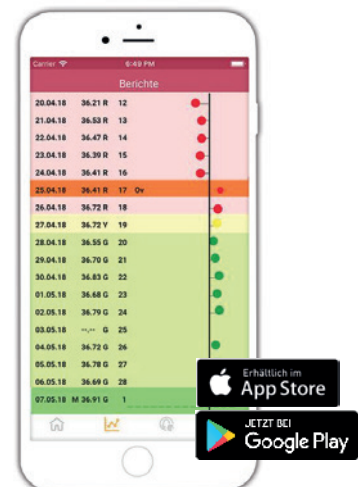 Carrier 6:49 PM
Berichte
20.04.18 36.21 R 12
21.04.18 36.53 R 13
22.04.18 36.47 R 14
23.04.18 36.39 R 15
24.04.18 36.41 R 16
25.04.18 36.41 R 17 Ov
26.04.18 36.72 R 18
27.04.18 36.72 Y 19
28.04.18 36.55 G 20
29.04.18 36.70 G 21
30.04.18 36.83 G 22
01.05.18 36.68 G 23
02.05.18 36.79 G 24
03.05.18 --.-- G 25
04.05.18 36.72 G 26
05.05.18 36.78 G 27
06.05.18 36.69 G 28
07.05.18 M 36.91 G 1
Erhältlich im
App Store
JETZT BEI
Google Play